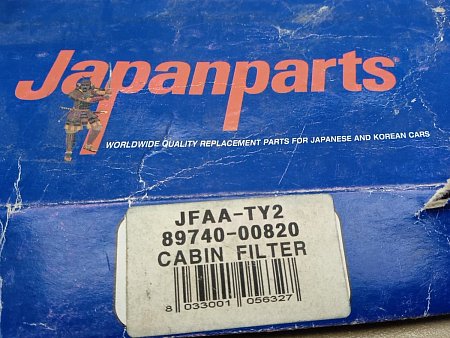 Japanparts
WORLDWIDE QUALITY REPLACEMENT PARTS FOR JAPANESE AND KOREAN CARS
JFAA-TY2
89740-00820
CABIN FILTER
8 033001 056327